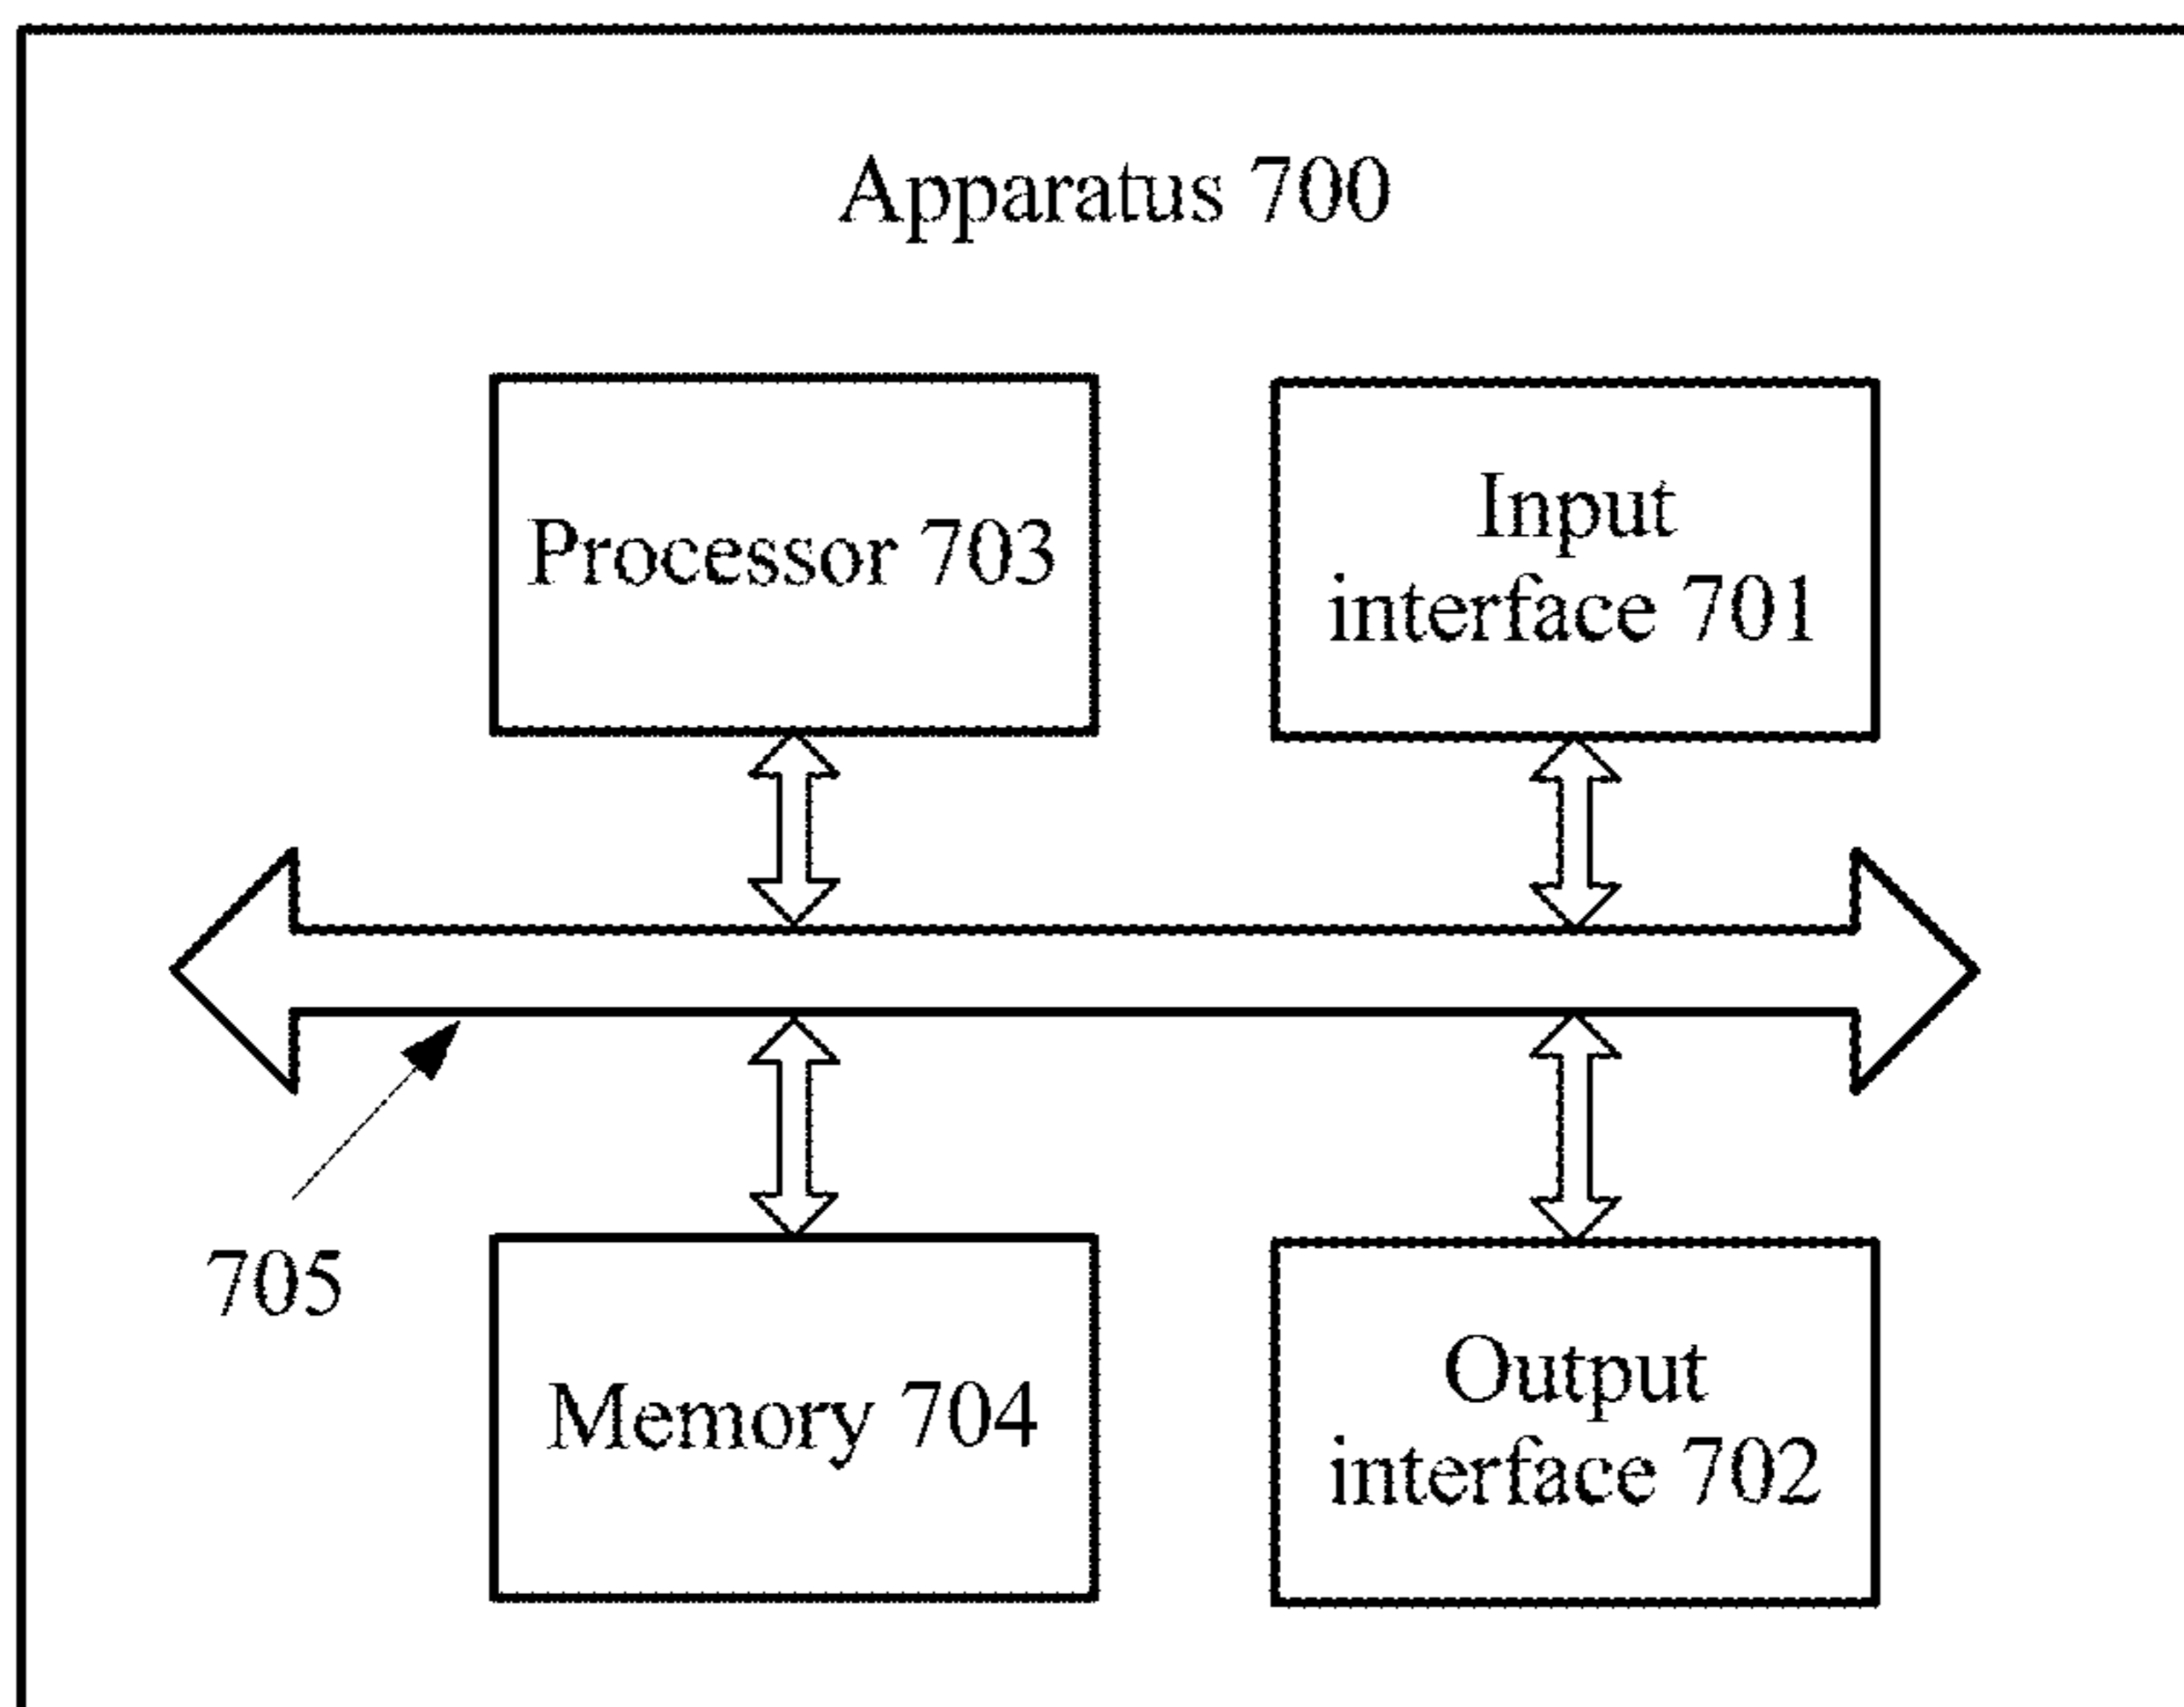 Apparatus 700
Processor 703
Input
interface 701
705
Memory 704
Output
interface 702